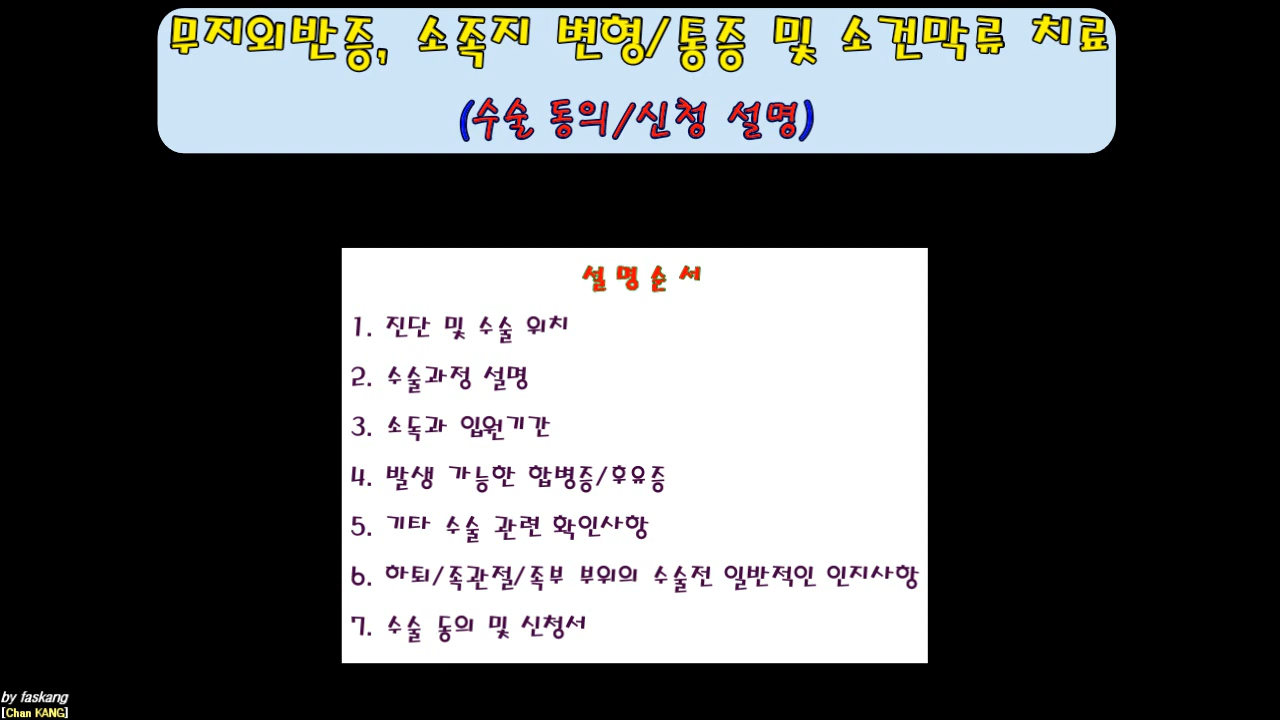 무지외반증, 소족지 변형/통증 및 소건막류 치료
(수술 동의/신청 설명)
설명순서
1. 진단 및 수술 위치
2. 수술과정 설명
3. 소독과 입원기간
4. 발생 가능한 합병증/후유증
5. 기타 수술 관련 확인사항
6. 하퇴/족관절/족부 부위의 수술전 일반적인 인지사항
7. 수술 동의 및 신청서
by faskang
[Chan KANG]